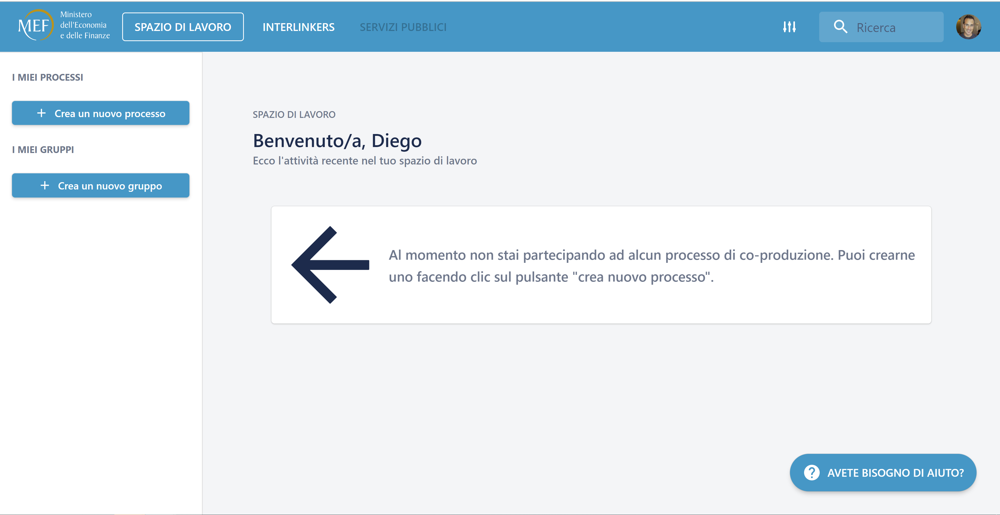 MEF
Ministero
dell'Economia
e delle Finanze
SPAZIO DI LAVORO
INTERLINKERS
SERVIZI PUBBLICI
Ricerca
I MIEI PROCESSI
+ Crea un nuovo processo
I MIEI GRUPPI
+ Crea un nuovo gruppo
SPAZIO DI LAVORO
Benvenuto/a, Diego
Ecco l'attività recente nel tuo spazio di lavoro
Al momento non stai partecipando ad alcun processo di co-produzione. Puoi crearne
uno facendo clic sul pulsante "crea nuovo processo".
? AVETE BISOGNO DI AIUTO?